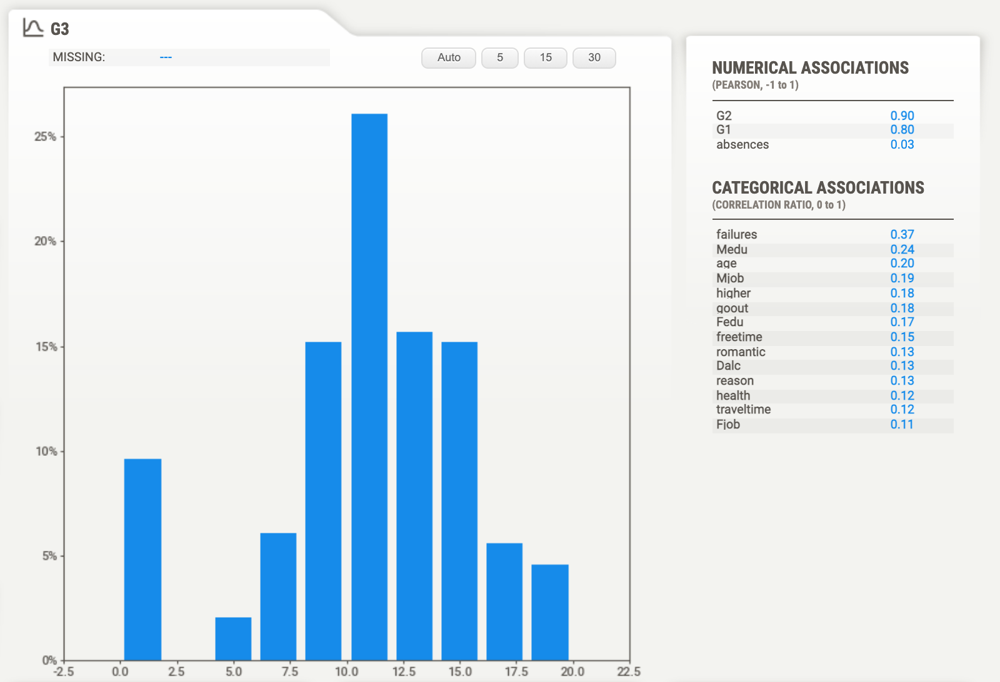 G3
MISSING: ---
Auto 5 15 30
25%
20%
15%
10%
5%
0%
-2.5 0.0 2.5 5.0 7.5 10.0 12.5 15.0 17.5 20.0 22.5
NUMERICAL ASSOCIATIONS
(PEARSON, -1 to 1)
G2 0.90
G1 0.80
absences 0.03
CATEGORICAL ASSOCIATIONS
(CORRELATION RATIO, 0 to 1)
failures 0.37
Medu 0.24
age 0.20
Mjob 0.19
higher 0.18
goout 0.18
Fedu 0.17
freetime 0.15
romantic 0.13
Dalc 0.13
reason 0.13
health 0.12
traveltime 0.12
Fjob 0.11